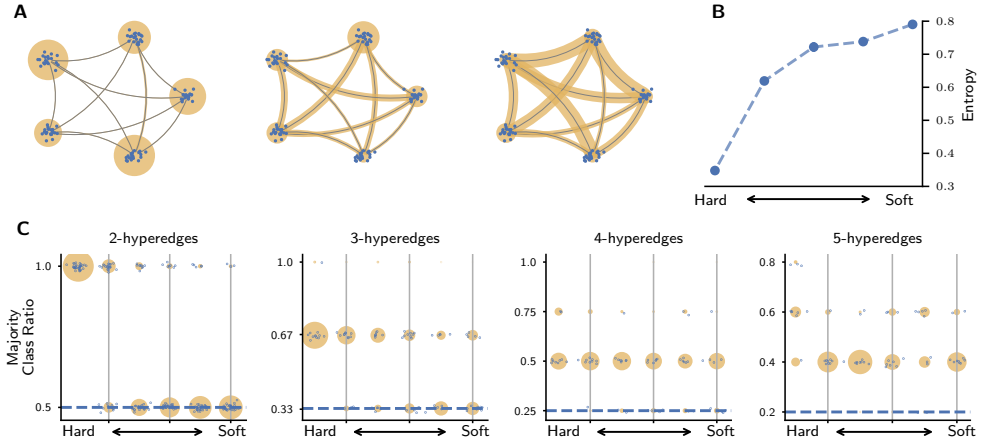 A
B
0.8
0.7
0.6
0.5
0.4
0.3
Entropy
Hard
Soft
C
2-hyperedges
3-hyperedges
4-hyperedges
5-hyperedges
Majority
Class Ratio
1.0
0.5
1.0
0.67
0.33
1.0
0.75
0.5
0.25
0.8
0.6
0.4
0.2
Hard
Soft
Hard
Soft
Hard
Soft
Hard
Soft